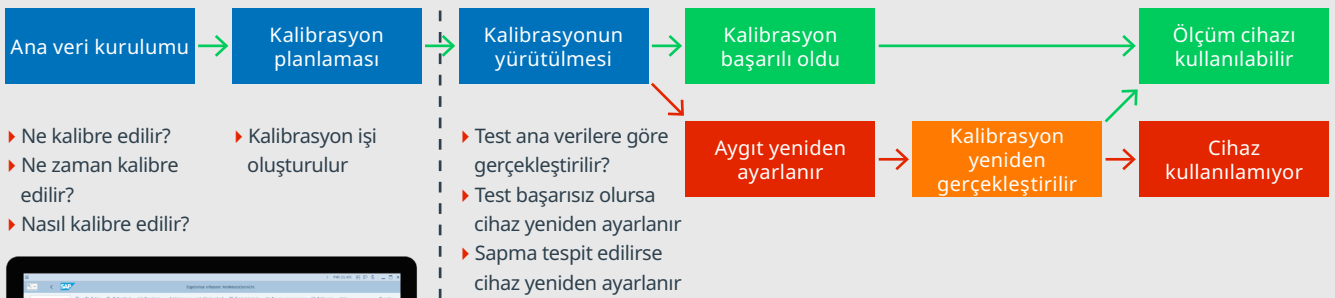 Ana veri kurulumu
Kalibrasyon
planlaması
Kalibrasyonun
yürütülmesi
Kalibrasyon
başarılı oldu
Ölçüm cihazı
kullanılabilir
Ne kalibre edilir?
Ne zaman kalibre
edilir?
Nasıl kalibre edilir?
Kalibrasyon işi
oluşturulur
Test ana verilere göre
gerçekleştirilir?
Test başarısız olursa
cihaz yeniden ayarlanır
Sapma tespit edilirse
cihaz yeniden ayarlanır
Aygıt yeniden
ayarlanır
Kalibrasyon
yeniden
gerçekleştirilir
Cihaz
kullanılamıyor
SAP